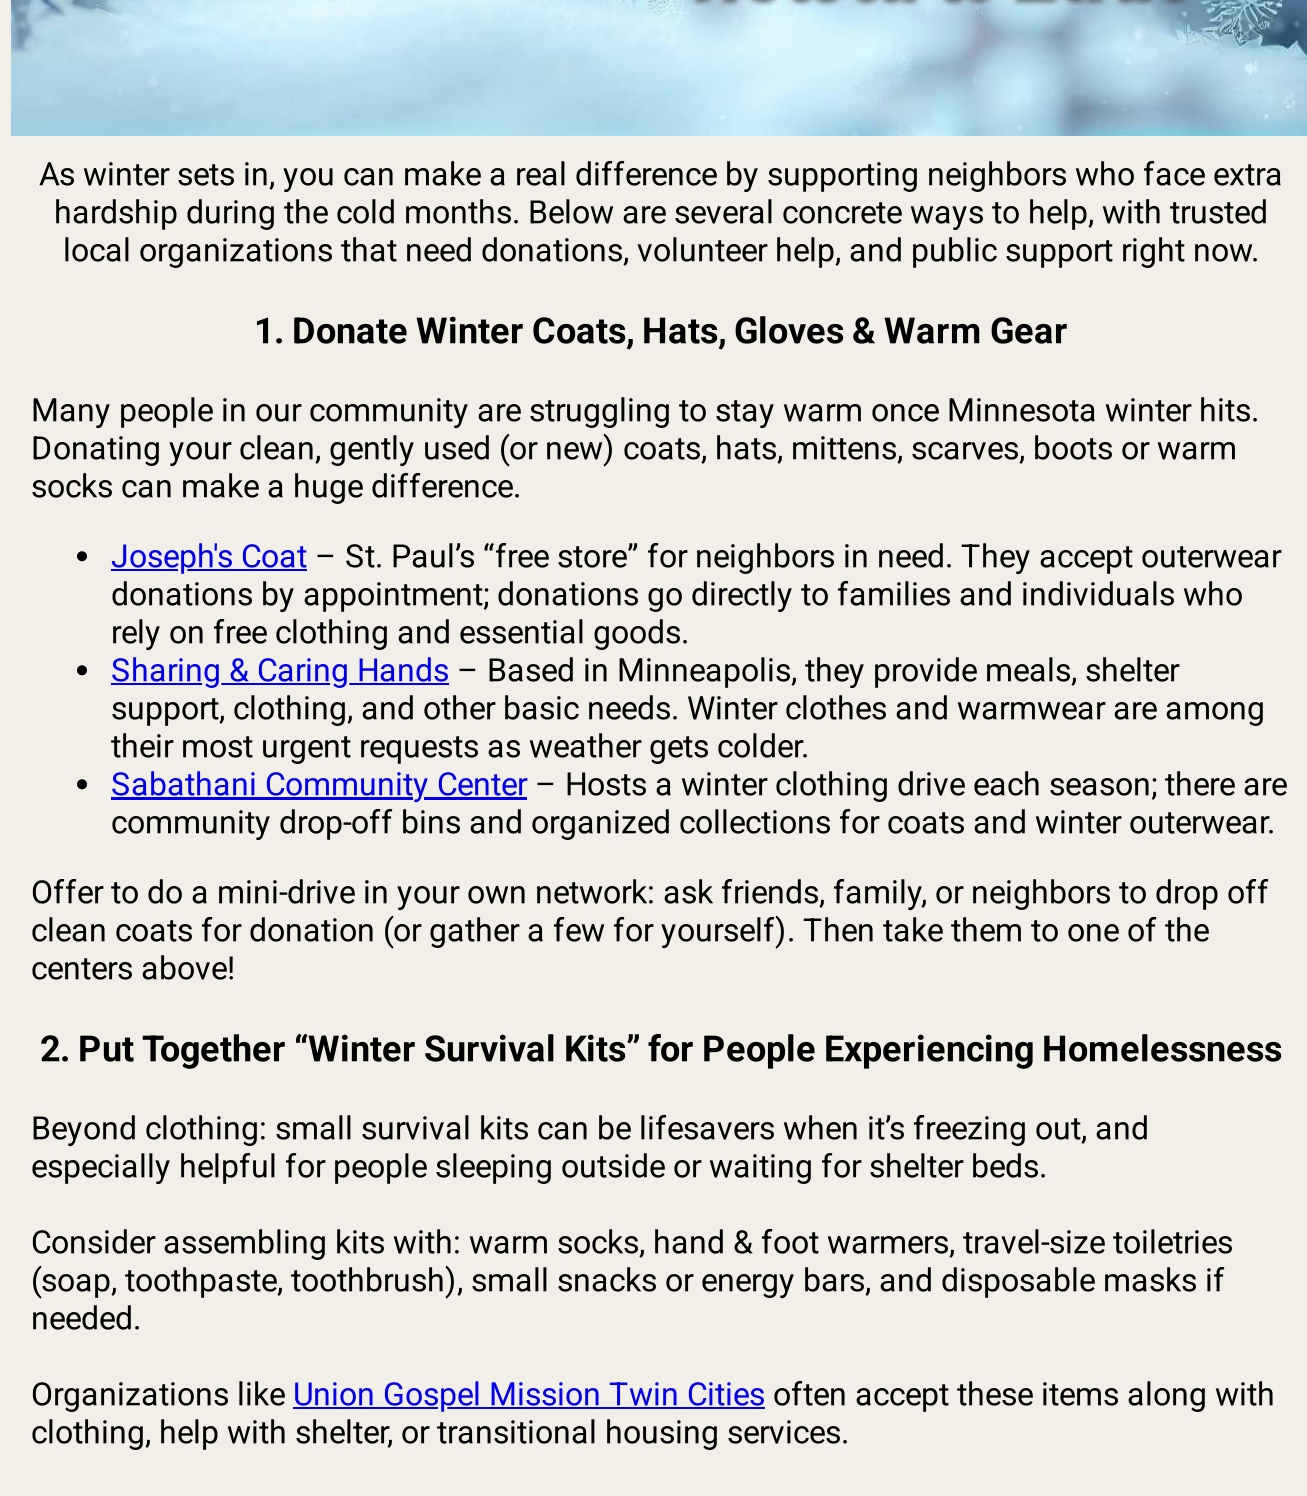 As winter sets in, you can make a real difference by supporting neighbors who face extra
hardship during the cold months. Below are several concrete ways to help, with trusted
local organizations that need donations, volunteer help, and public support right now.
1. Donate Winter Coats, Hats, Gloves & Warm Gear
Many people in our community are struggling to stay warm once Minnesota winter hits.
Donating your clean, gently used (or new) coats, hats, mittens, scarves, boots or warm
socks can make a huge difference.
• Joseph's Coat – St. Paul’s “free store” for neighbors in need. They accept outerwear
donations by appointment; donations go directly to families and individuals who
rely on free clothing and essential goods.
• Sharing & Caring Hands – Based in Minneapolis, they provide meals, shelter
support, clothing, and other basic needs. Winter clothes and warmwear are among
their most urgent requests as weather gets colder.
• Sabathani Community Center – Hosts a winter clothing drive each season; there are
community drop-off bins and organized collections for coats and winter outerwear.
Offer to do a mini-drive in your own network: ask friends, family, or neighbors to drop off
clean coats for donation (or gather a few for yourself). Then take them to one of the
centers above!
2. Put Together “Winter Survival Kits” for People Experiencing Homelessness
Beyond clothing: small survival kits can be lifesavers when it’s freezing out, and
especially helpful for people sleeping outside or waiting for shelter beds.
Consider assembling kits with: warm socks, hand & foot warmers, travel-size toiletries
(soap, toothpaste, toothbrush), small snacks or energy bars, and disposable masks if
needed.
Organizations like Union Gospel Mission Twin Cities often accept these items along with
clothing, help with shelter, or transitional housing services.